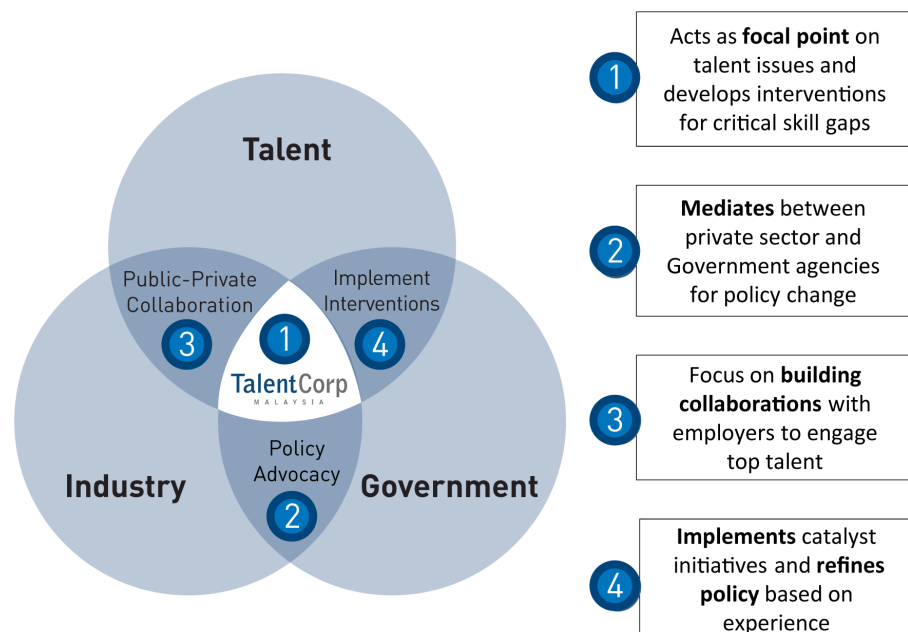 Talent
Public-Private
Collaboration
3
Implement
Interventions
4
1
TalentCorp
MALAYSIA
Industry
Policy
Advocacy
2
Government
1
Acts as focal point on
talent issues and
develops interventions
for critical skill gaps
2
Mediates between
private sector and
Government agencies
for policy change
3
Focus on building
collaborations with
employers to engage
top talent
4
Implements catalyst
initiatives and refines
policy based on
experience